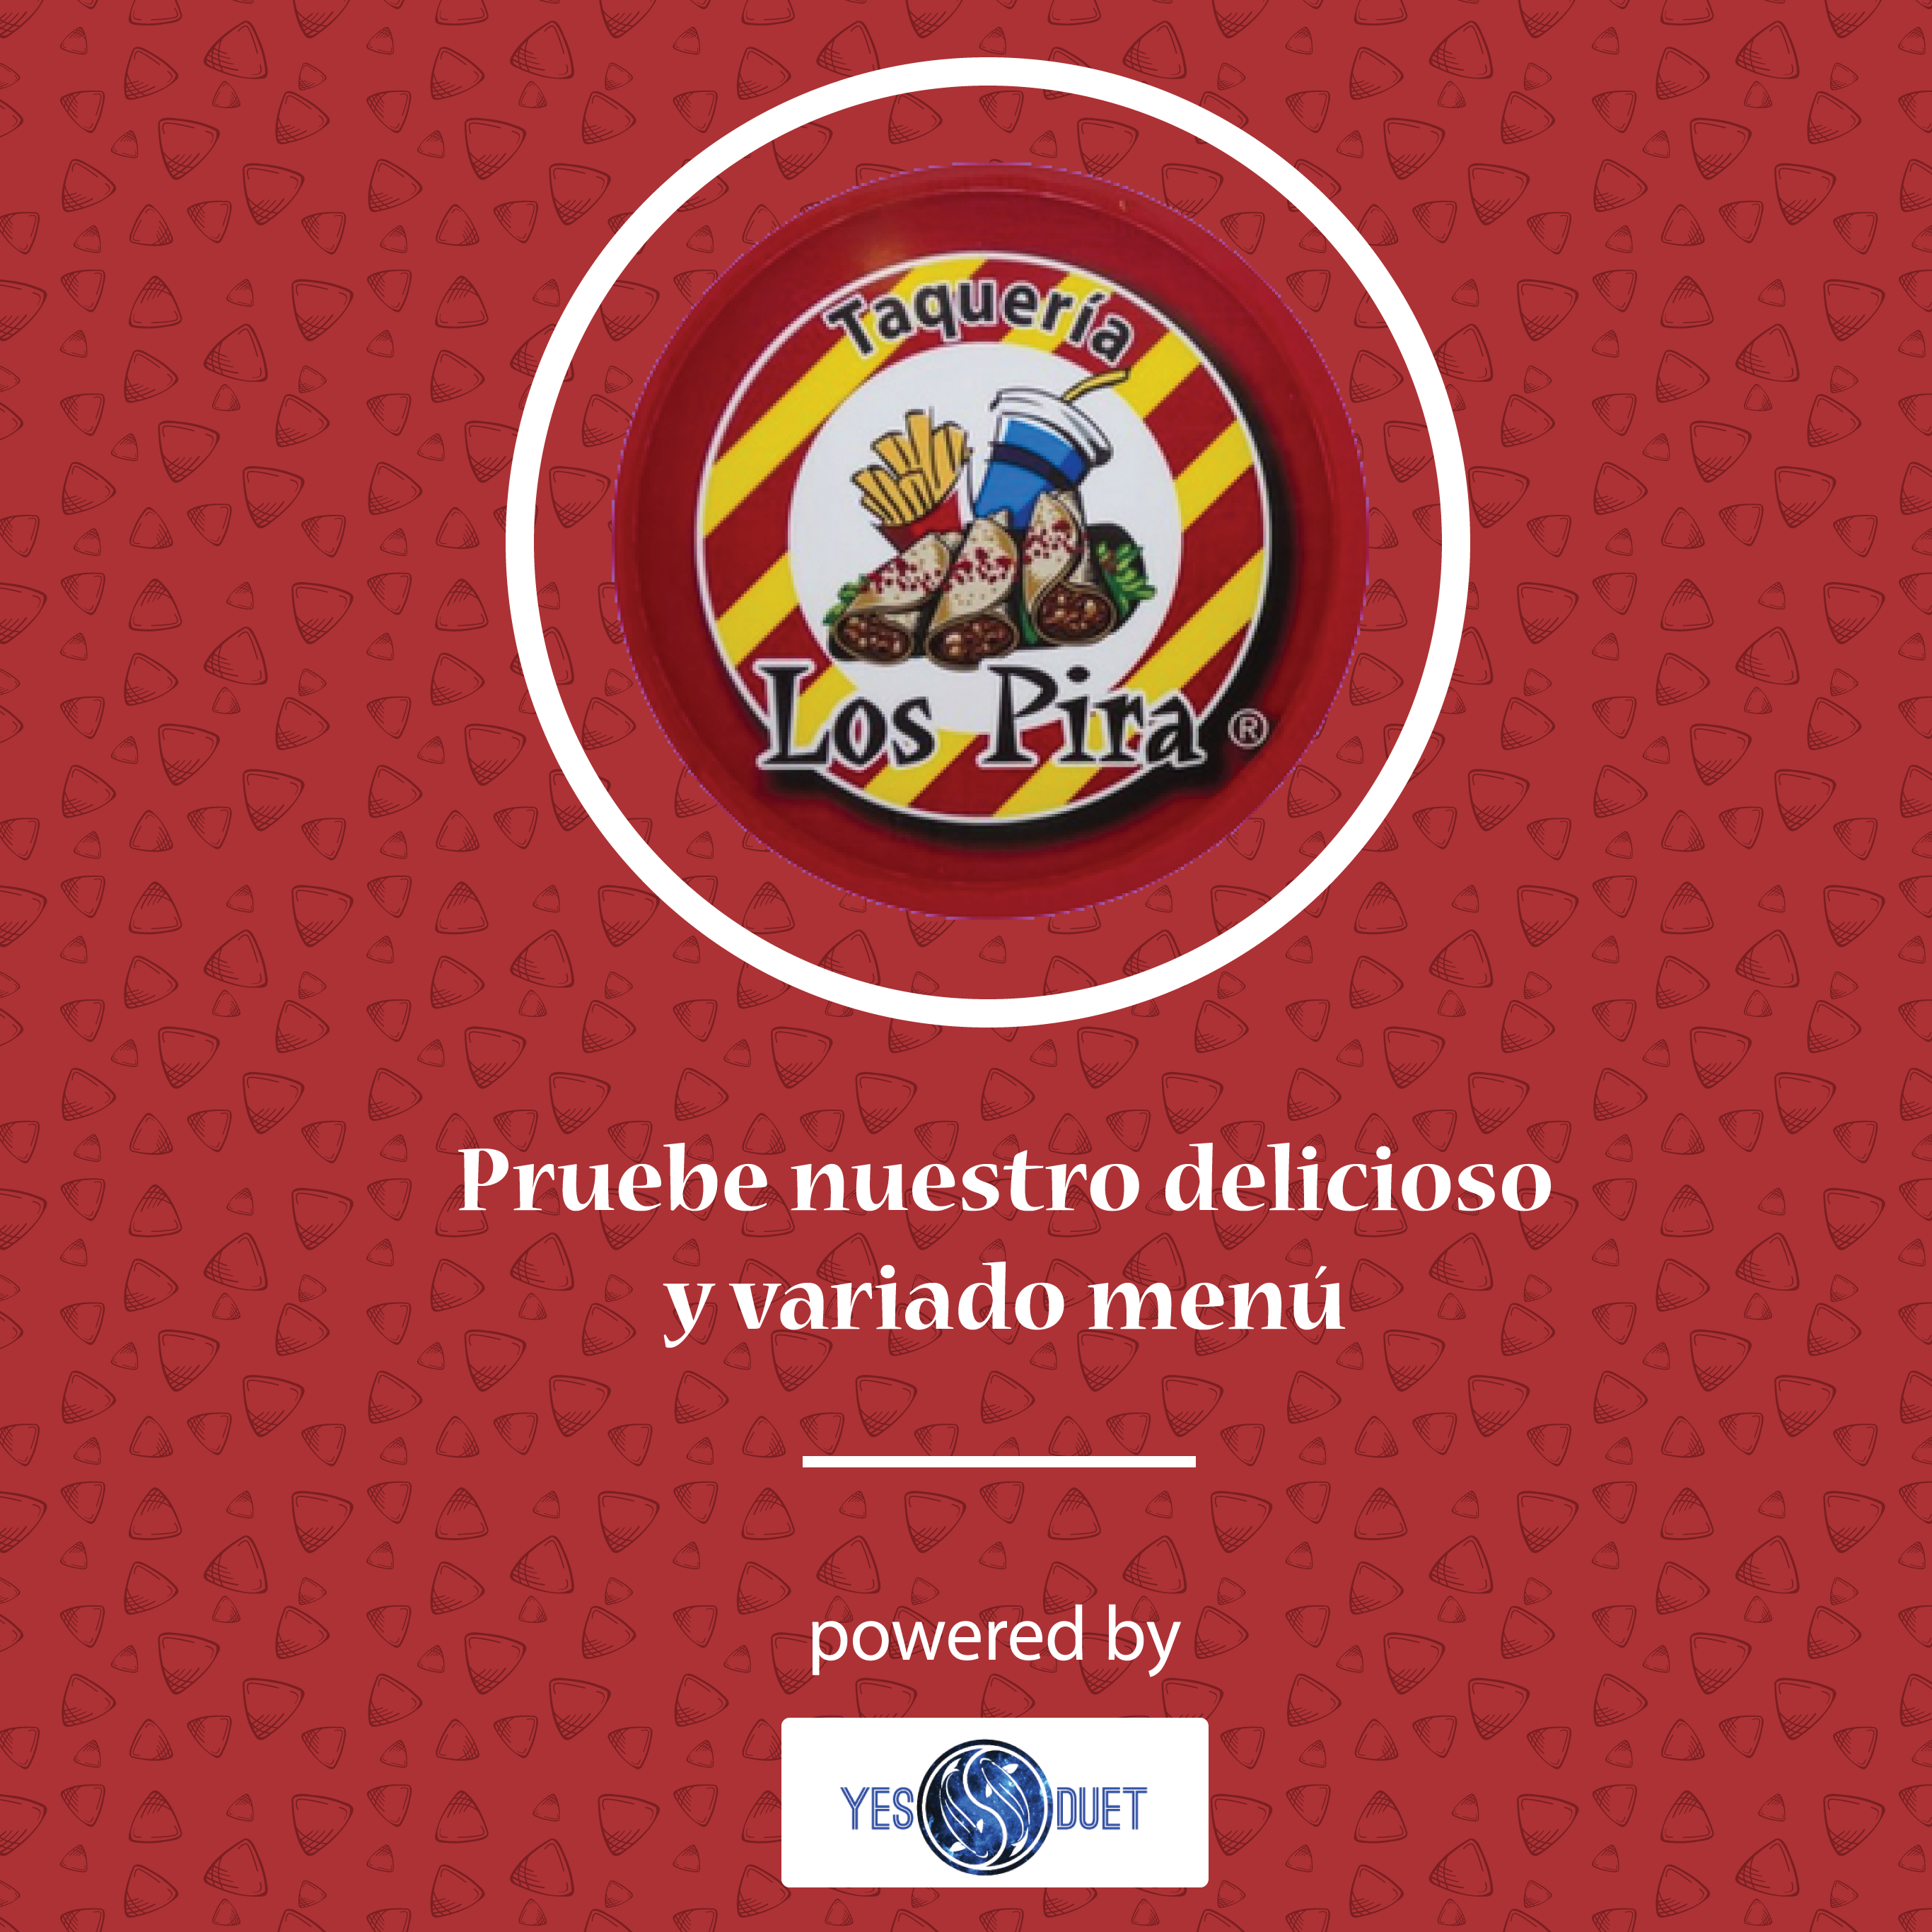 Taquería
Los Pira ®
Pruebe nuestro delicioso
y variado menú
powered by
YES DUET